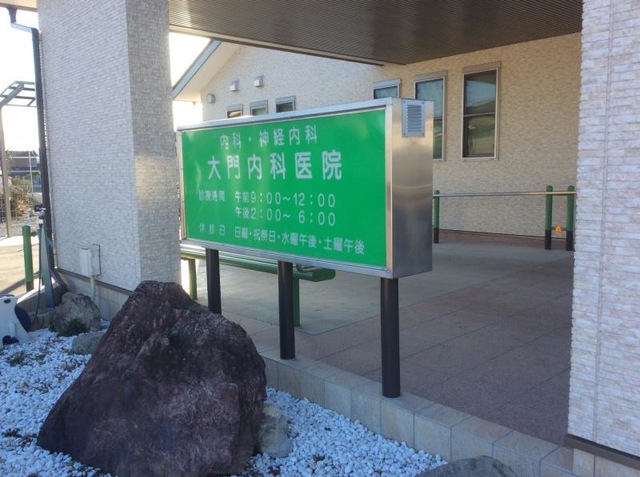 内科・神経内科
大門内科医院
診療時間 午前9:00～12:00
午後2:00～6:00
休診日 日曜・祝祭日・水曜午後・土曜午後